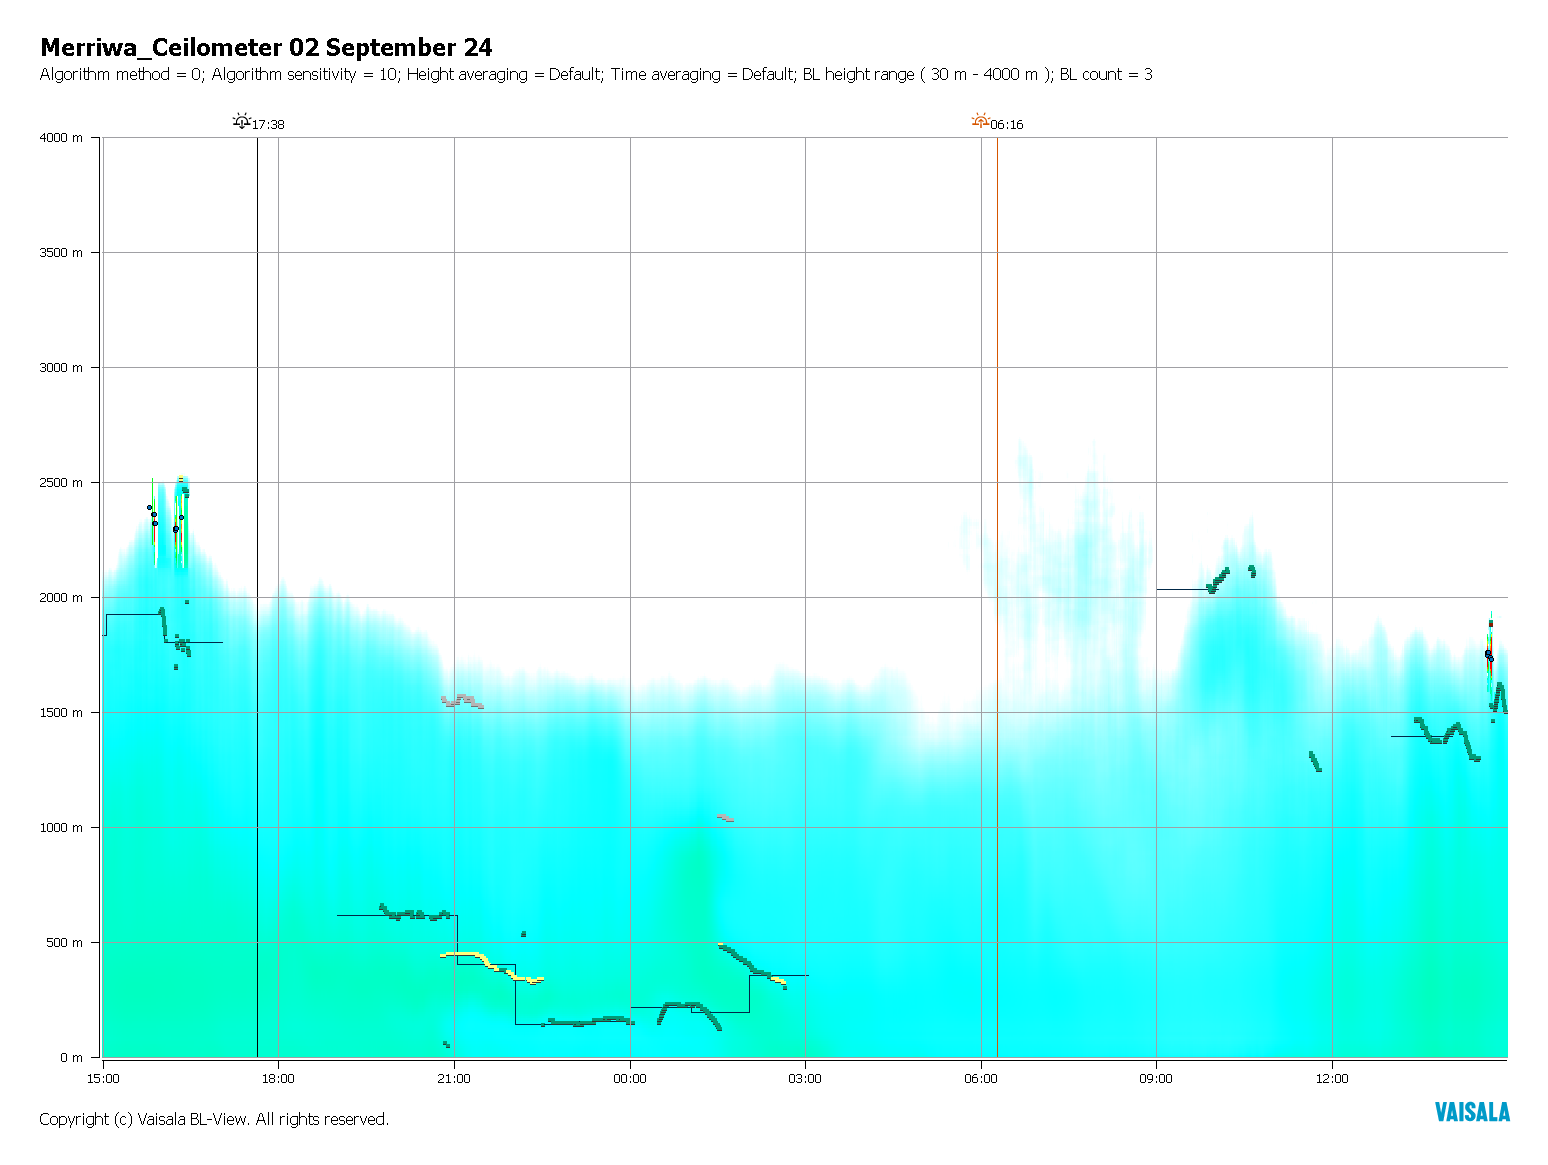 Merriwa_Ceilometer 02 September 24
Algorithm method = 0; Algorithm sensitivity = 10; Height averaging = Default; Time averaging = Default; BL height range ( 30 m - 4000 m ); BL count = 3
17:38
06:16
4000 m
3500 m
3000 m
2500 m
2000 m
1500 m
1000 m
500 m
0 m
15:00
18:00
21:00
00:00
03:00
06:00
09:00
12:00
Copyright (c) Vaisala BL-View. All rights reserved.
VAISALA